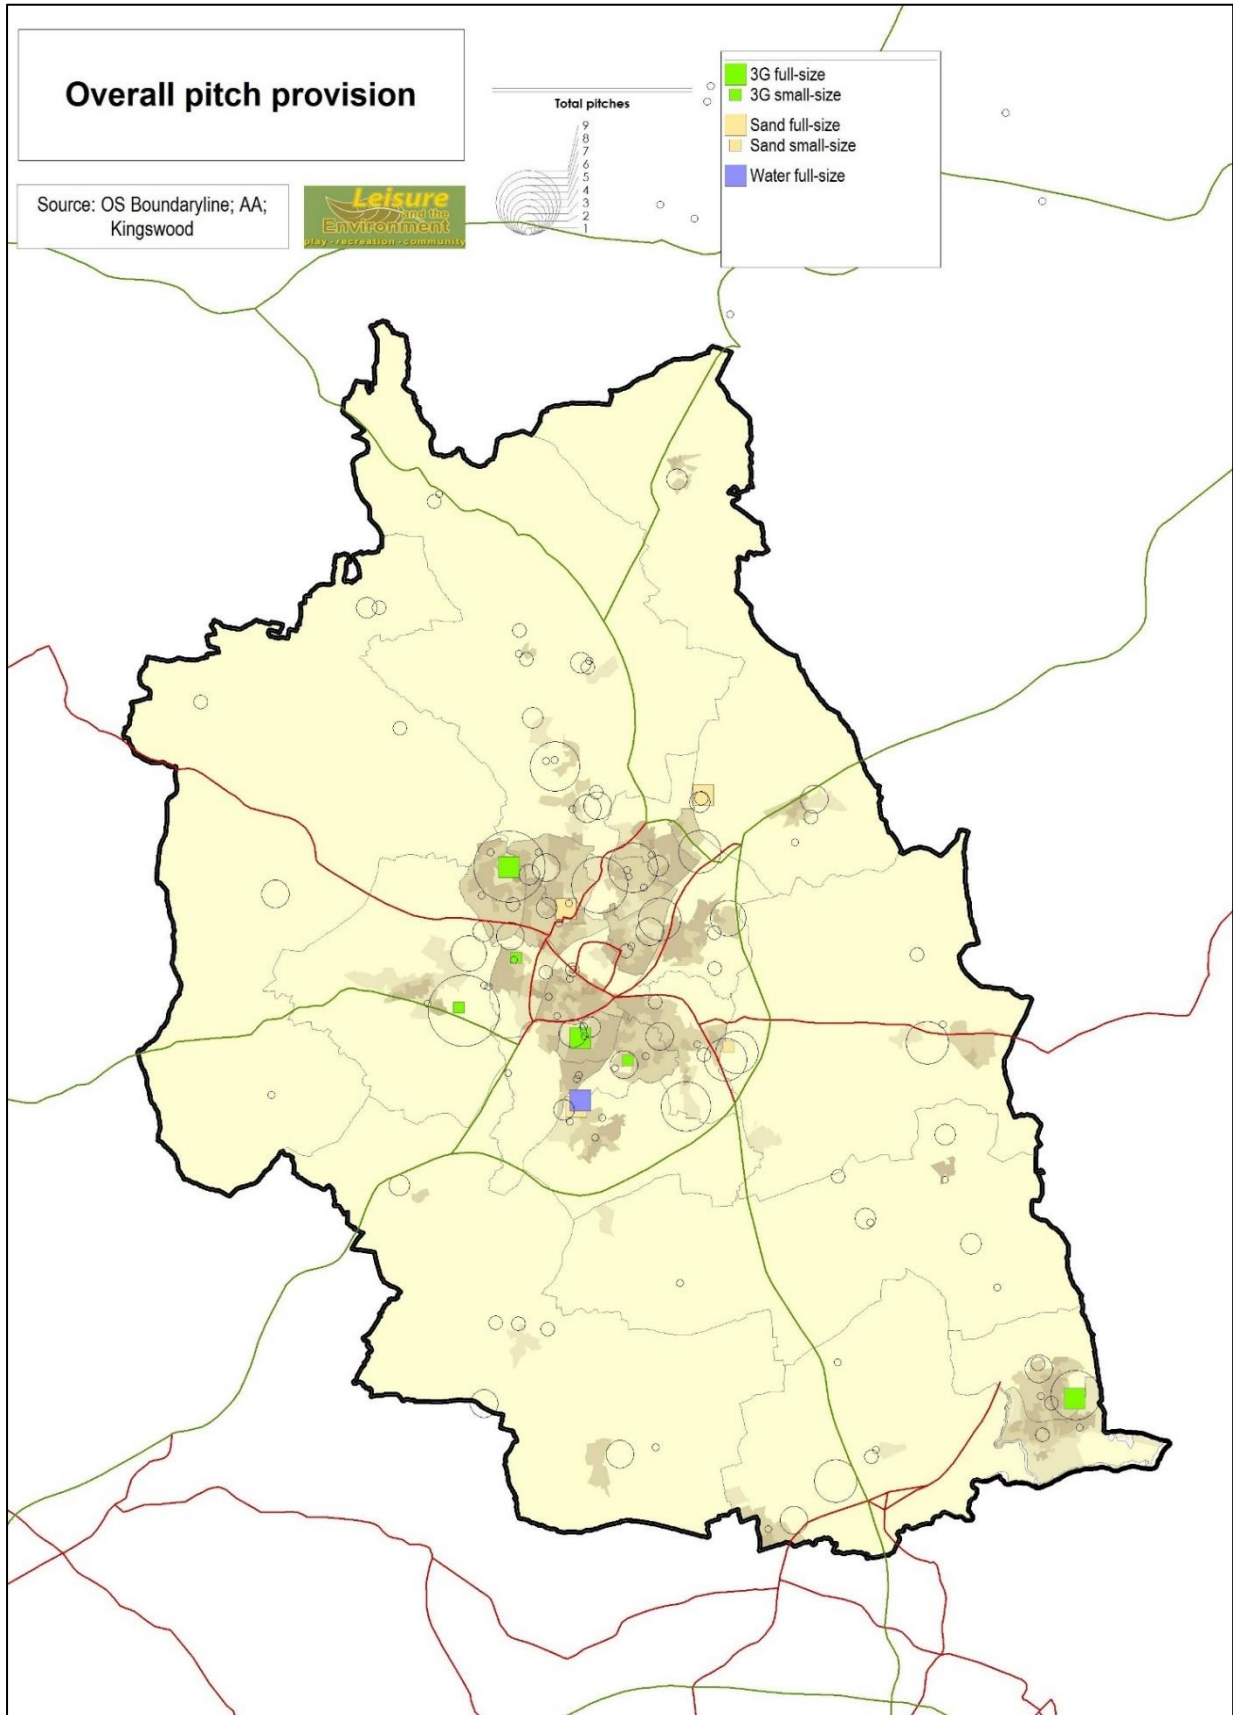 Overall pitch provision
Source: OS Boundaryline; AA;
Kingswood
Leisure
and the
Environment
play - recreation - community
Total pitches
9
8
7
6
5
4
3
2
1
3G full-size
3G small-size
Sand full-size
Sand small-size
Water full-size